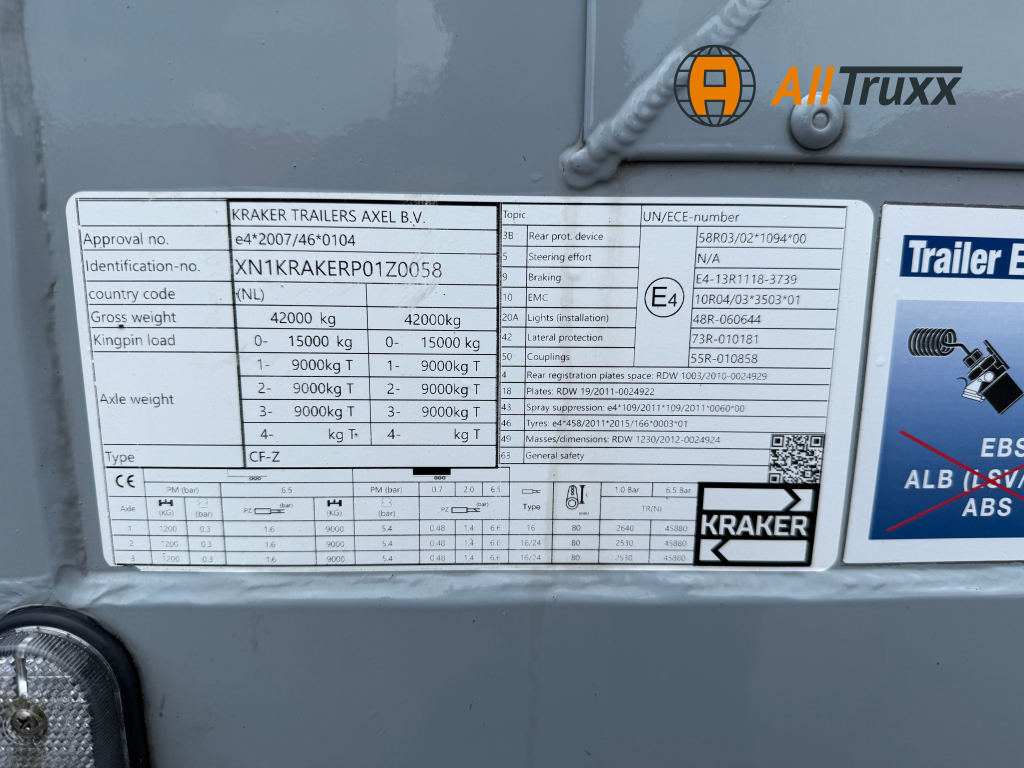 AllTruxx
KRAKER TRAILERS AXEL B.V.
Approval no. e4*2007/46*0104
Identification-no. XN1KRAKERP01Z0058
country code (NL)
Gross weight 42000 kg 42000kg
Kingpin load 0- 15000 kg 0- 15000 kg
Axle weight
1- 9000kg T 1- 9000kg T
2- 9000kg T 2- 9000kg T
3- 9000kg T 3- 9000kg T
4- kg T 4- kg T
Type CF-Z
Topic UN/ECE-number
3B Rear prot. device 58R03/02*1094*00
5 Steering effort N/A
9 Braking E4-13R1118-3739
10 EMC 10R04/03*3503*01
20A Lights (installation) 48R-060644
42 Lateral protection 73R-010181
50 Couplings 55R-010858
E4
4 Rear registration plates space: RDW 1003/2010-0024929
18 Plates: RDW 19/2011-0024922
43 Spray suppression: e4*109/2011*109/2011*0060*00
46 Tyres: e4*458/2011*2015/166*0003*01
49 Masses/dimensions: RDW 1230/2012-0024924
63 General safety
CE
PM (bar) 6.5 PM (bar) 0.7 2.0 6.5 1.0 Bar 6.5 Bar
Axle (KG) (bar) PZ (bar) (KG) PZ (bar) Type (mm) TR(N)
1 1200 0.3 1.6 9000 5.4 0.48 1.4 6.6 16 80 2640 45880
2 1200 0.3 1.6 9000 5.4 0.48 1.4 6.6 16/24 80 2530 45880
3 1200 0.3 1.6 9000 5.4 0.48 1.4 6.6 16/24 80 2530 45880
KRAKER
Trailer E
EBS
ALB (LSV/
ABS